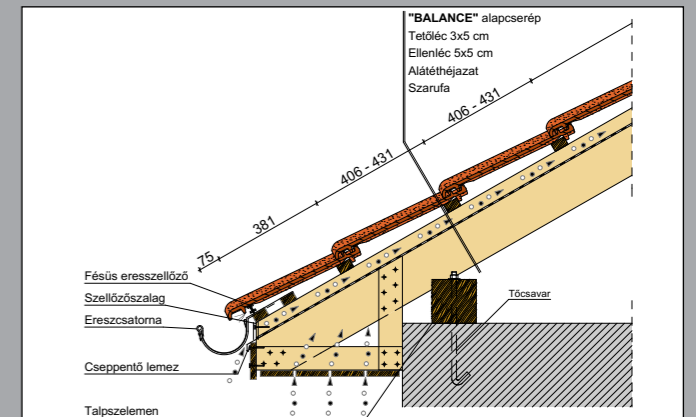 "BALANCE" alapcserép
Tetőléc 3x5 cm
Ellenléc 5x5 cm
Alátéthéjazat
Szarufa
406 - 431
406 - 431
381
75
Fésüs eresszellőző
Szellőzőszalag
Ereszcsatorna
Tőcsavar
Cseppentő lemez
Talpszelemen